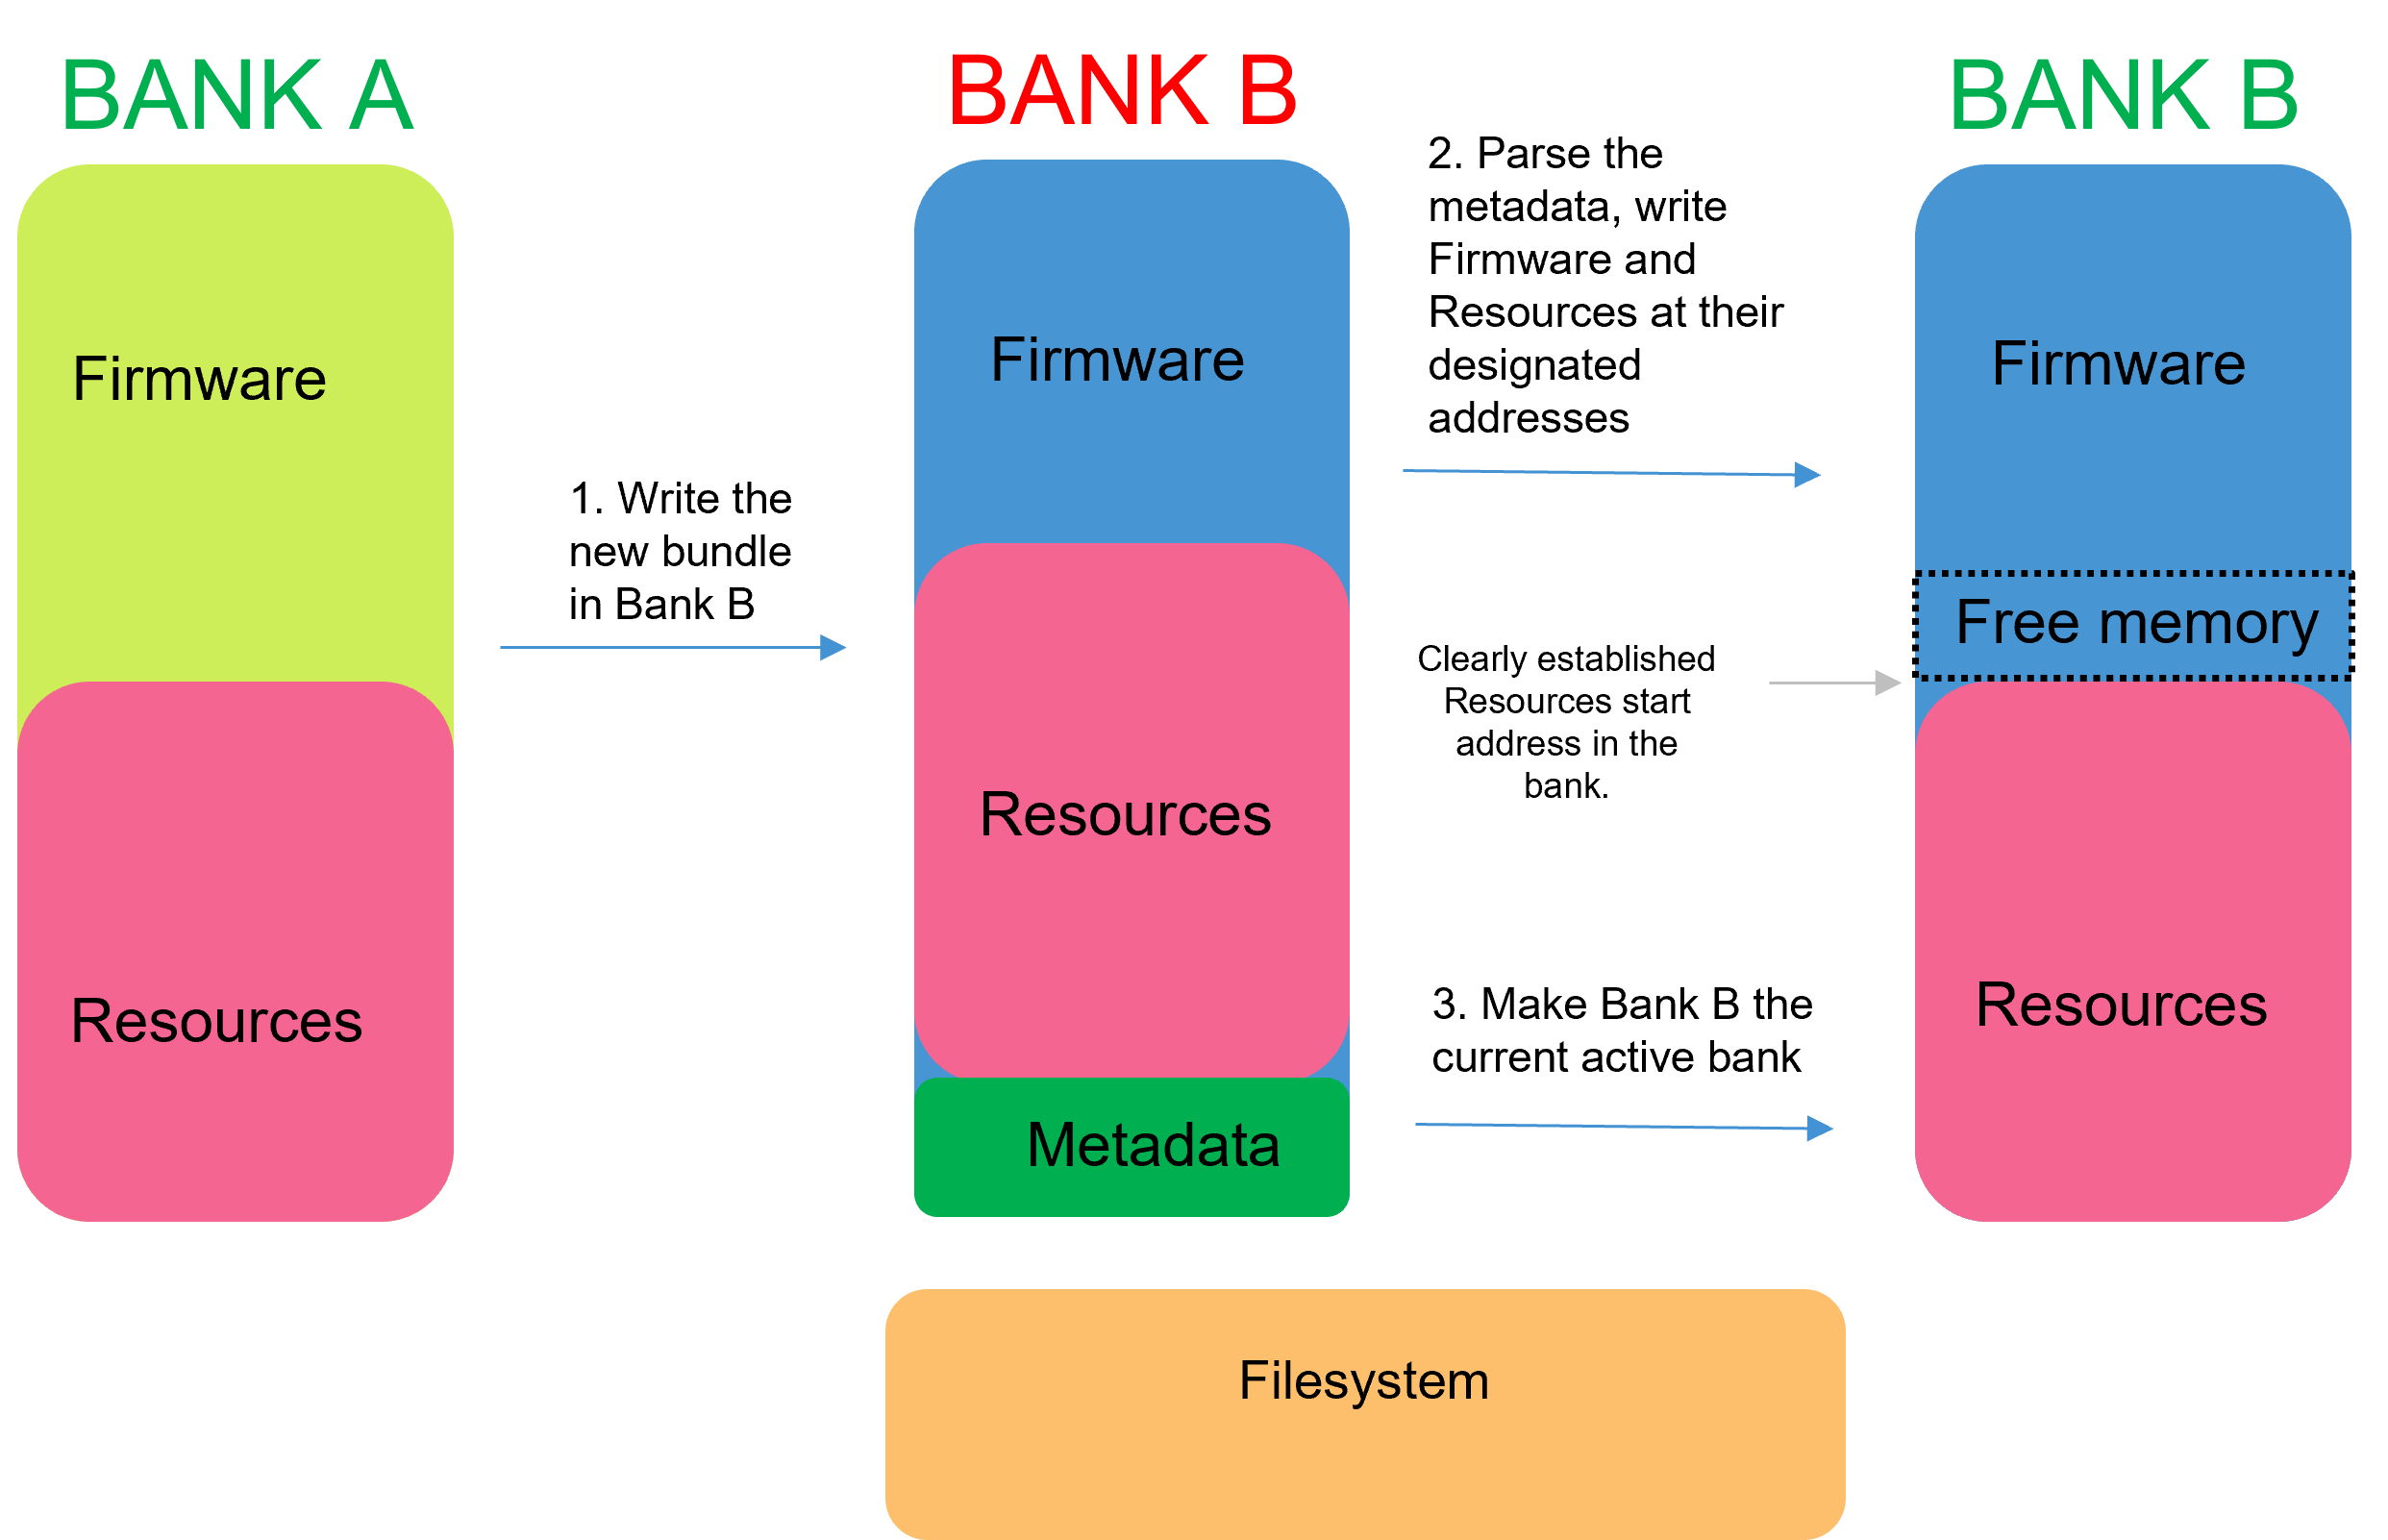 BANK A
BANK B
BANK B
Firmware
Resources
1. Write the
new bundle
in Bank B
Firmware
Resources
Metadata
2. Parse the
metadata, write
Firmware and
Resources at their
designated
addresses
Clearly established
Resources start
address in the
bank.
3. Make Bank B the
current active bank
Firmware
Free memory
Resources
Filesystem